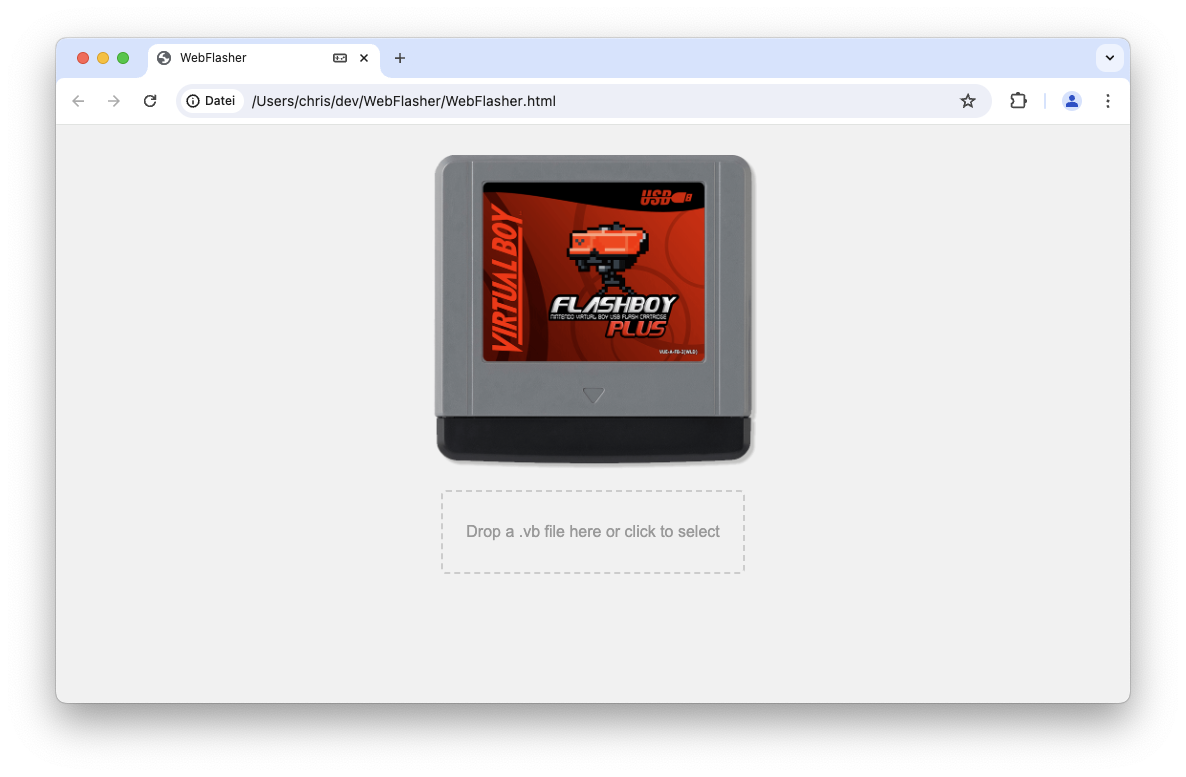 WebFlasher
Datei
/Users/chris/dev/WebFlasher/WebFlasher.html
USB
VIRTUAL BOY
FLASHBOY
NINTENDO VIRTUAL BOY USB FLASH CARTRIDGE
PLUS
VUE-A-FB-2(WLD)
Drop a .vb file here or click to select